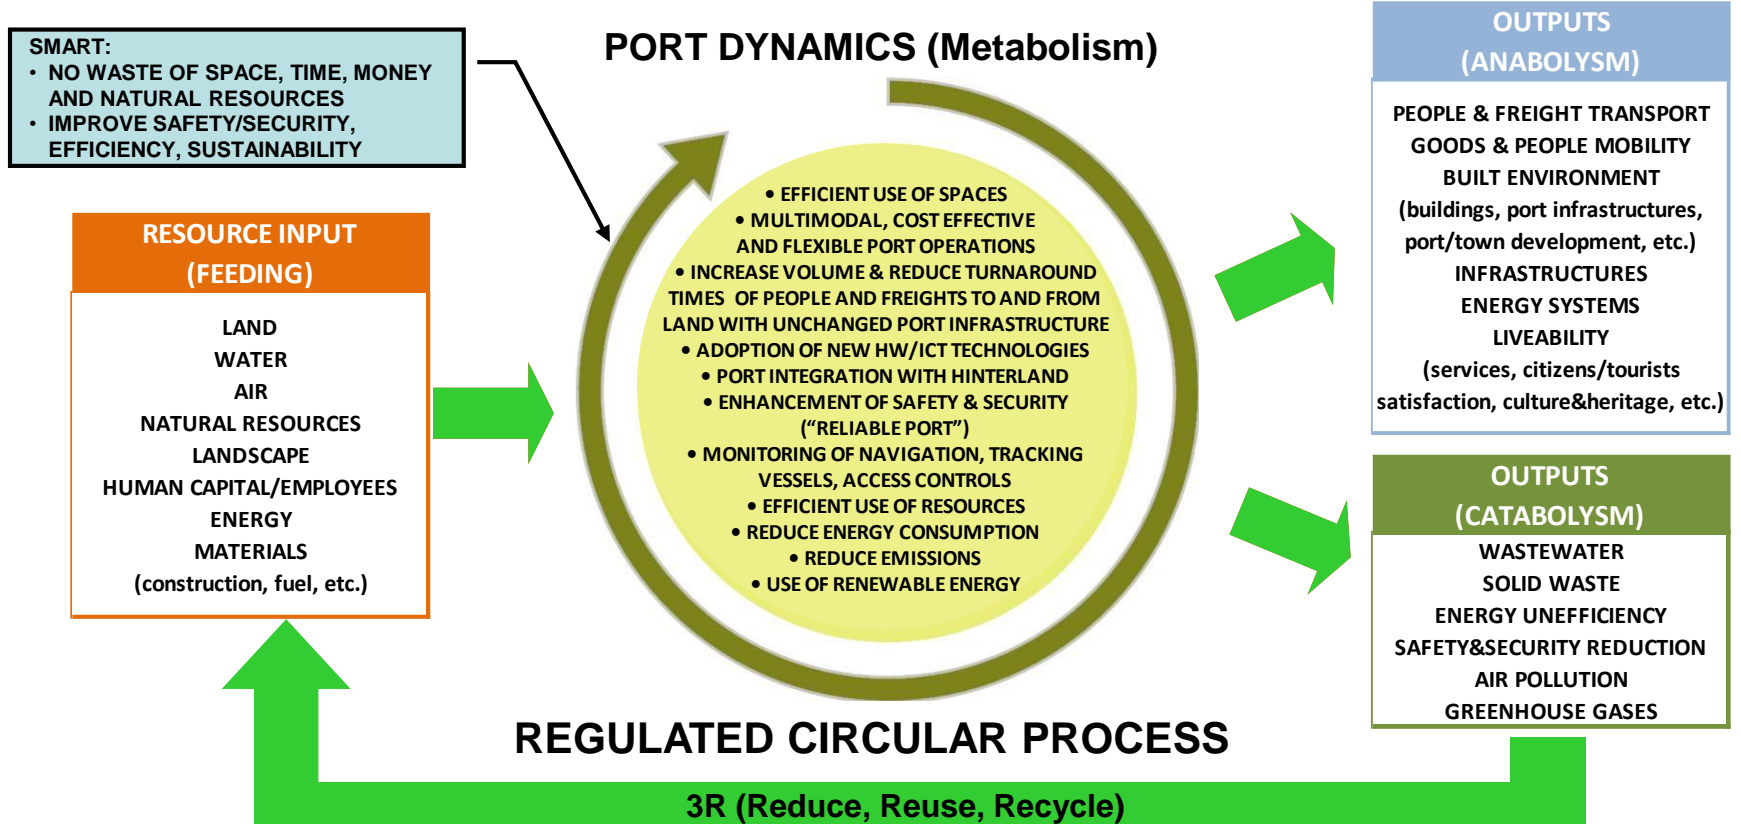 SMART:
• NO WASTE OF SPACE, TIME, MONEY
AND NATURAL RESOURCES
• IMPROVE SAFETY/SECURITY,
EFFICIENCY, SUSTAINABILITY
PORT DYNAMICS (Metabolism)
RESOURCE INPUT
(FEEDING)
LAND
WATER
AIR
NATURAL RESOURCES
LANDSCAPE
HUMAN CAPITAL/EMPLOYEES
ENERGY
MATERIALS
(construction, fuel, etc.)
• EFFICIENT USE OF SPACES
• MULTIMODAL, COST EFFECTIVE
AND FLEXIBLE PORT OPERATIONS
• INCREASE VOLUME & REDUCE TURNAROUND
TIMES OF PEOPLE AND FREIGHTS TO AND FROM
LAND WITH UNCHANGED PORT INFRASTRUCTURE
• ADOPTION OF NEW HW/ICT TECHNOLOGIES
• PORT INTEGRATION WITH HINTERLAND
• ENHANCEMENT OF SAFETY & SECURITY
(“RELIABLE PORT”)
• MONITORING OF NAVIGATION, TRACKING
VESSELS, ACCESS CONTROLS
• EFFICIENT USE OF RESOURCES
• REDUCE ENERGY CONSUMPTION
• REDUCE EMISSIONS
• USE OF RENEWABLE ENERGY
OUTPUTS
(ANABOLYSM)
PEOPLE & FREIGHT TRANSPORT
GOODS & PEOPLE MOBILITY
BUILT ENVIRONMENT
(buildings, port infrastructures,
port/town development, etc.)
INFRASTRUCTURES
ENERGY SYSTEMS
LIVEABILITY
(services, citizens/tourists
satisfaction, culture&heritage, etc.)
OUTPUTS
(CATABOLYSM)
WASTEWATER
SOLID WASTE
ENERGY UNEFFICIENCY
SAFETY&SECURITY REDUCTION
AIR POLLUTION
GREENHOUSE GASES
REGULATED CIRCULAR PROCESS
3R (Reduce, Reuse, Recycle)